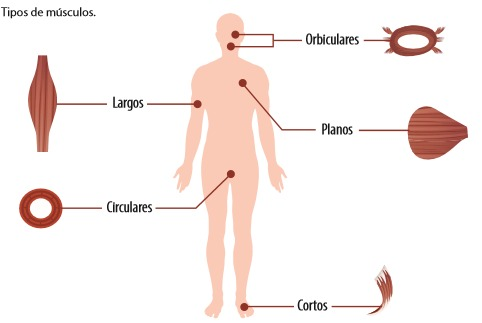 Tipos de músculos.
Orbiculares
Largos
Planos
Circulares
Cortos